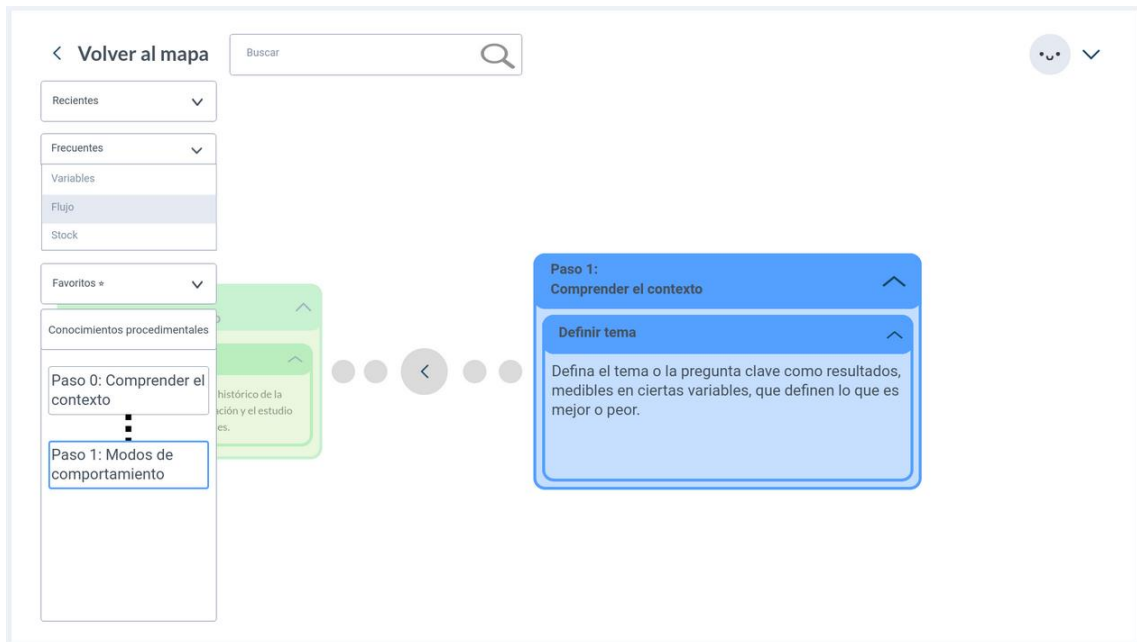 Volver al mapa
Buscar
Recientes
Frecuentes
Variables
Flujo
Stock
Favoritos *
Conocimientos procedimentales
Paso 0: Comprender el
contexto
Paso 1: Modos de
comportamiento
histórico de la
ación y el estudio
es.
Paso 1:
Comprender el contexto
Definir tema
Defina el tema o la pregunta clave como resultados,
medibles en ciertas variables, que definen lo que es
mejor o peor.